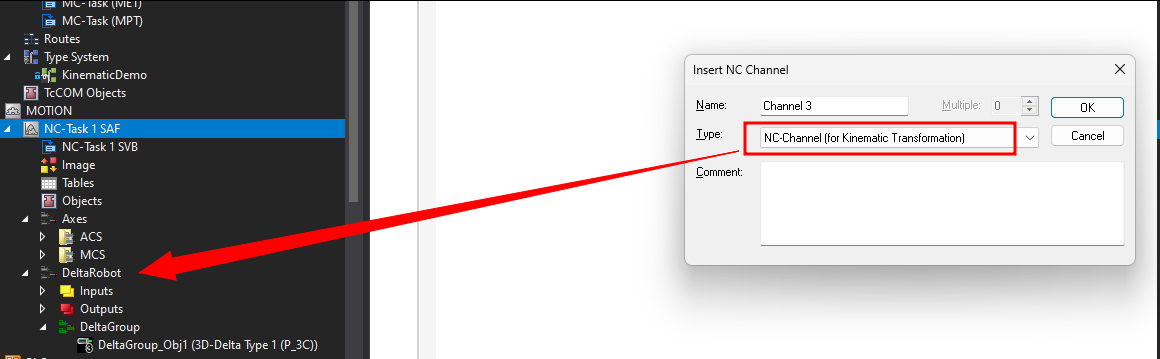 MC-Task (MET)
MC-Task (MPT)
Routes
Type System
KinematicDemo
TcCOM Objects
MOTION
NC-Task 1 SAF
NC-Task 1 SVB
Image
Tables
Objects
Axes
ACS
MCS
DeltaRobot
Inputs
Outputs
DeltaGroup
DeltaGroup_Obj1 (3D-Delta Type 1 (P_3C))
Insert NC Channel
Name: Channel 3 Multiple: 0 OK
Type: NC-Channel (for Kinematic Transformation) Cancel
Comment: